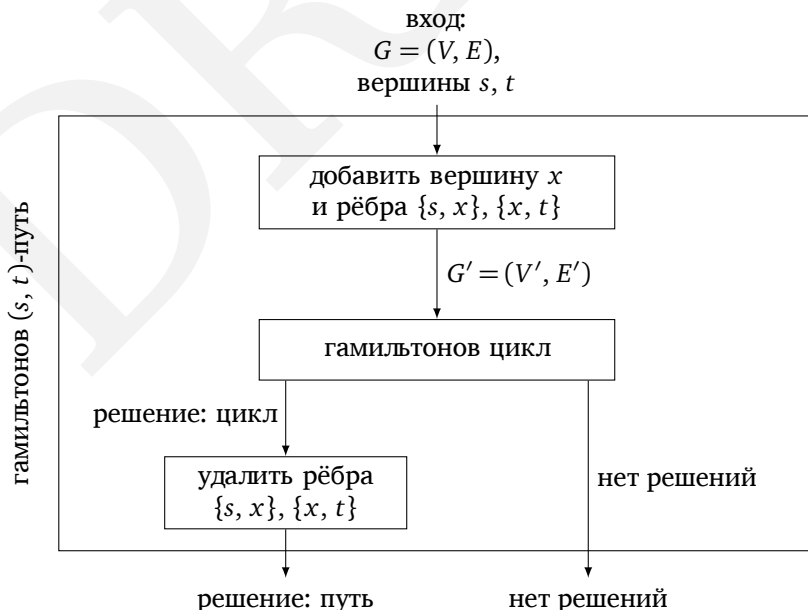 вход:
G = (V, E),
вершины s, t
добавить вершину x
и рёбра {s, x}, {x, t}
G′ = (V′, E′)
гамильтонов (s, t)-путь
гамильтонов цикл
решение: цикл
удалить рёбра
{s, x}, {x, t}
нет решений
решение: путь
нет решений